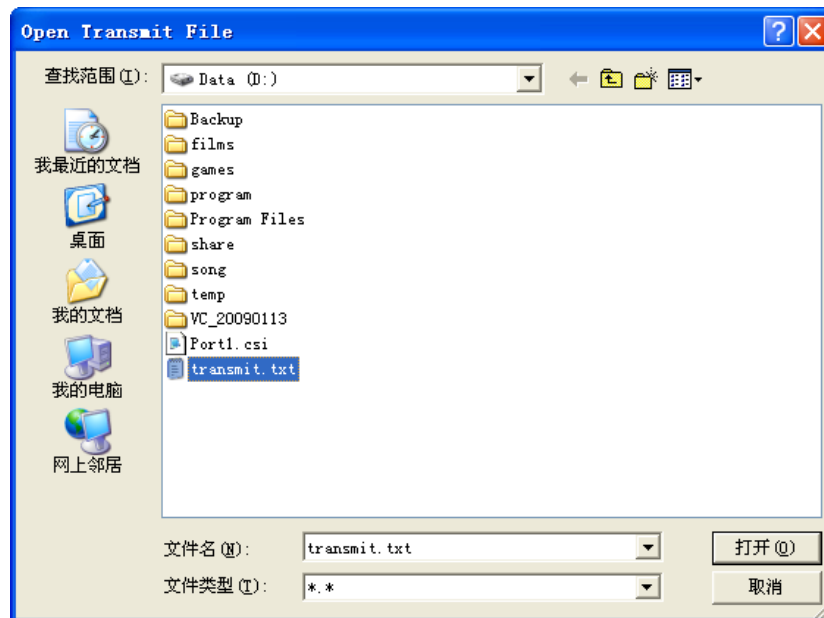 Open Transmit File
查找范围(I):
Data (D:)
我最近的文档
桌面
我的文档
我的电脑
网上邻居
Backup
films
games
program
Program Files
share
song
temp
VC_20090113
Port1.csi
transmit.txt
文件名(N):
transmit.txt
打开(O)
文件类型(T):
*.*
取消